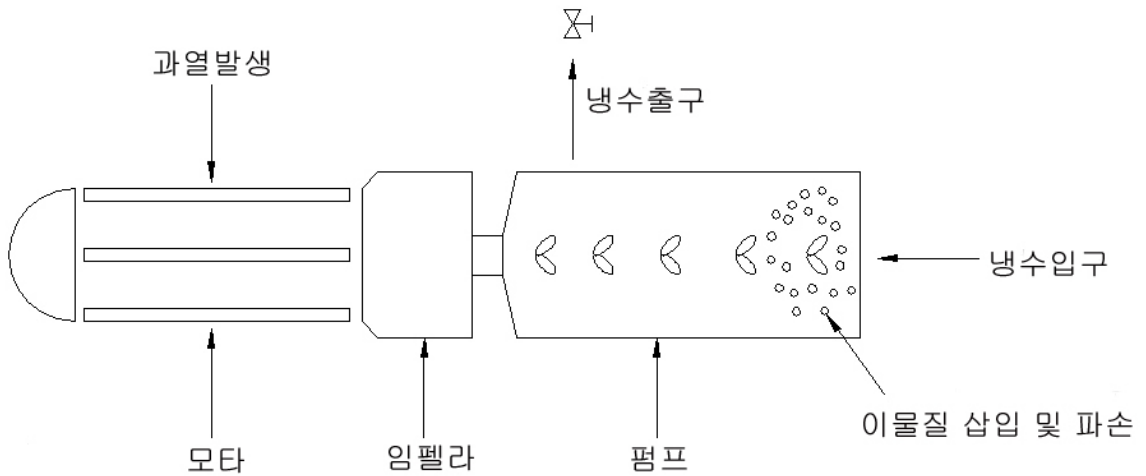 과열발생
냉수출구
냉수입구
이물질 삽입 및 파손
모타
임펠라
펌프